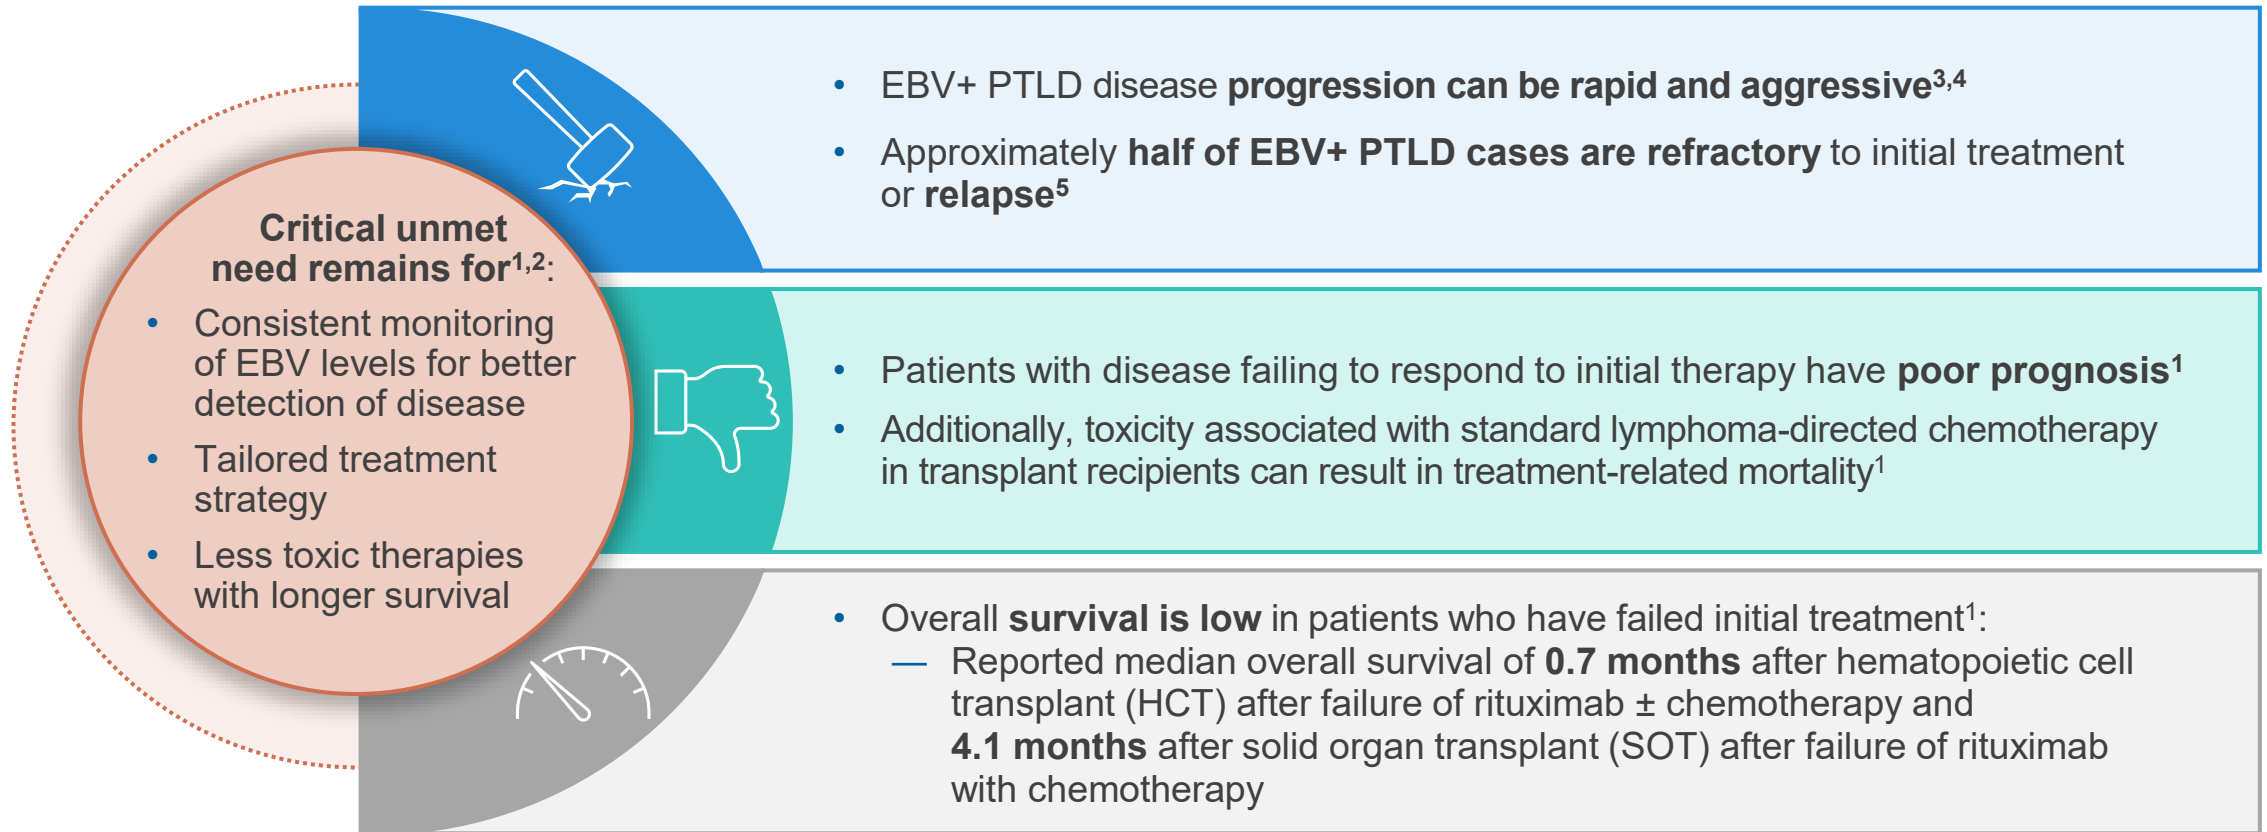 Critical unmet
need remains for1,2:
• Consistent monitoring
of EBV levels for better
detection of disease
• Tailored treatment
strategy
• Less toxic therapies
with longer survival
• EBV+ PTLD disease progression can be rapid and aggressive3,4
• Approximately half of EBV+ PTLD cases are refractory to initial treatment
or relapse5
• Patients with disease failing to respond to initial therapy have poor prognosis1
• Additionally, toxicity associated with standard lymphoma-directed chemotherapy
in transplant recipients can result in treatment-related mortality1
• Overall survival is low in patients who have failed initial treatment1:
— Reported median overall survival of 0.7 months after hematopoietic cell
transplant (HCT) after failure of rituximab ± chemotherapy and
4.1 months after solid organ transplant (SOT) after failure of rituximab
with chemotherapy